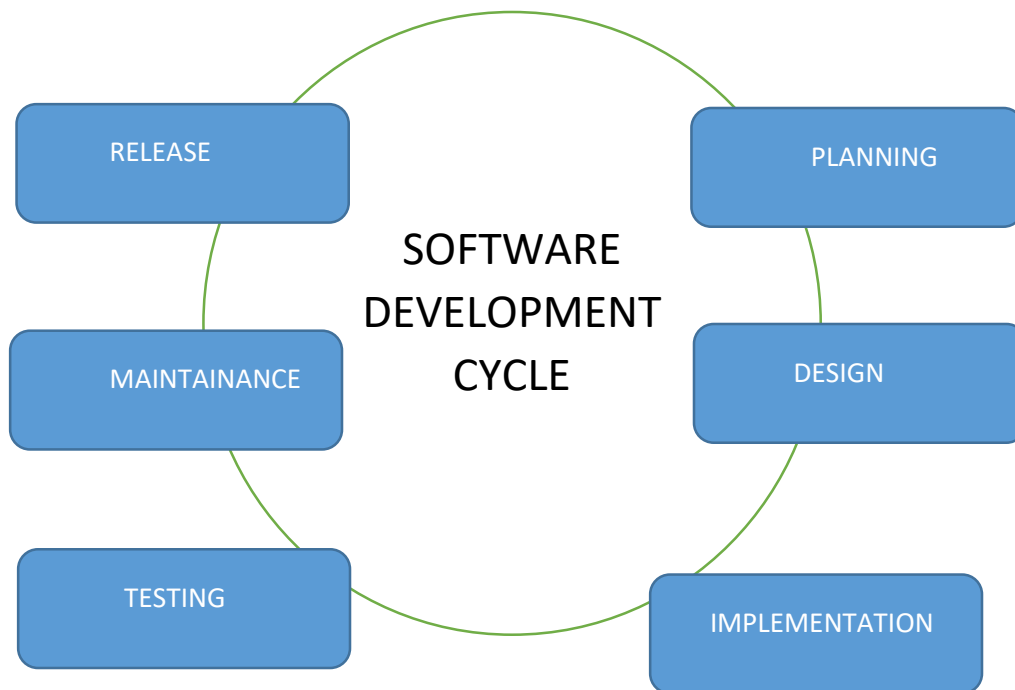 RELEASE
PLANNING
SOFTWARE
DEVELOPMENT
CYCLE
MAINTAINANCE
DESIGN
TESTING
IMPLEMENTATION